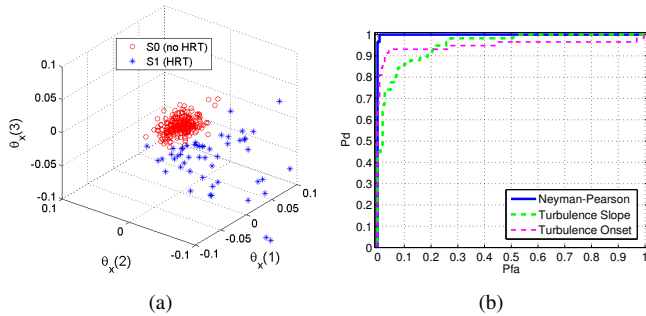 S0 (no HRT)
S1 (HRT)
0.1
0.05
0
-0.05
-0.1
θx(3)
0.1
0
-0.1
θx(2)
-0.1
-0.05
0
0.05
0.1
θx(1)
(a)
1
0.9
0.8
0.7
0.6
0.5
0.4
0.3
0.2
0.1
0
Pd
Neyman-Pearson
Turbulence Slope
Turbulence Onset
0 0.1 0.2 0.3 0.4 0.5 0.6 0.7 0.8 0.9 1
Pfa
(b)